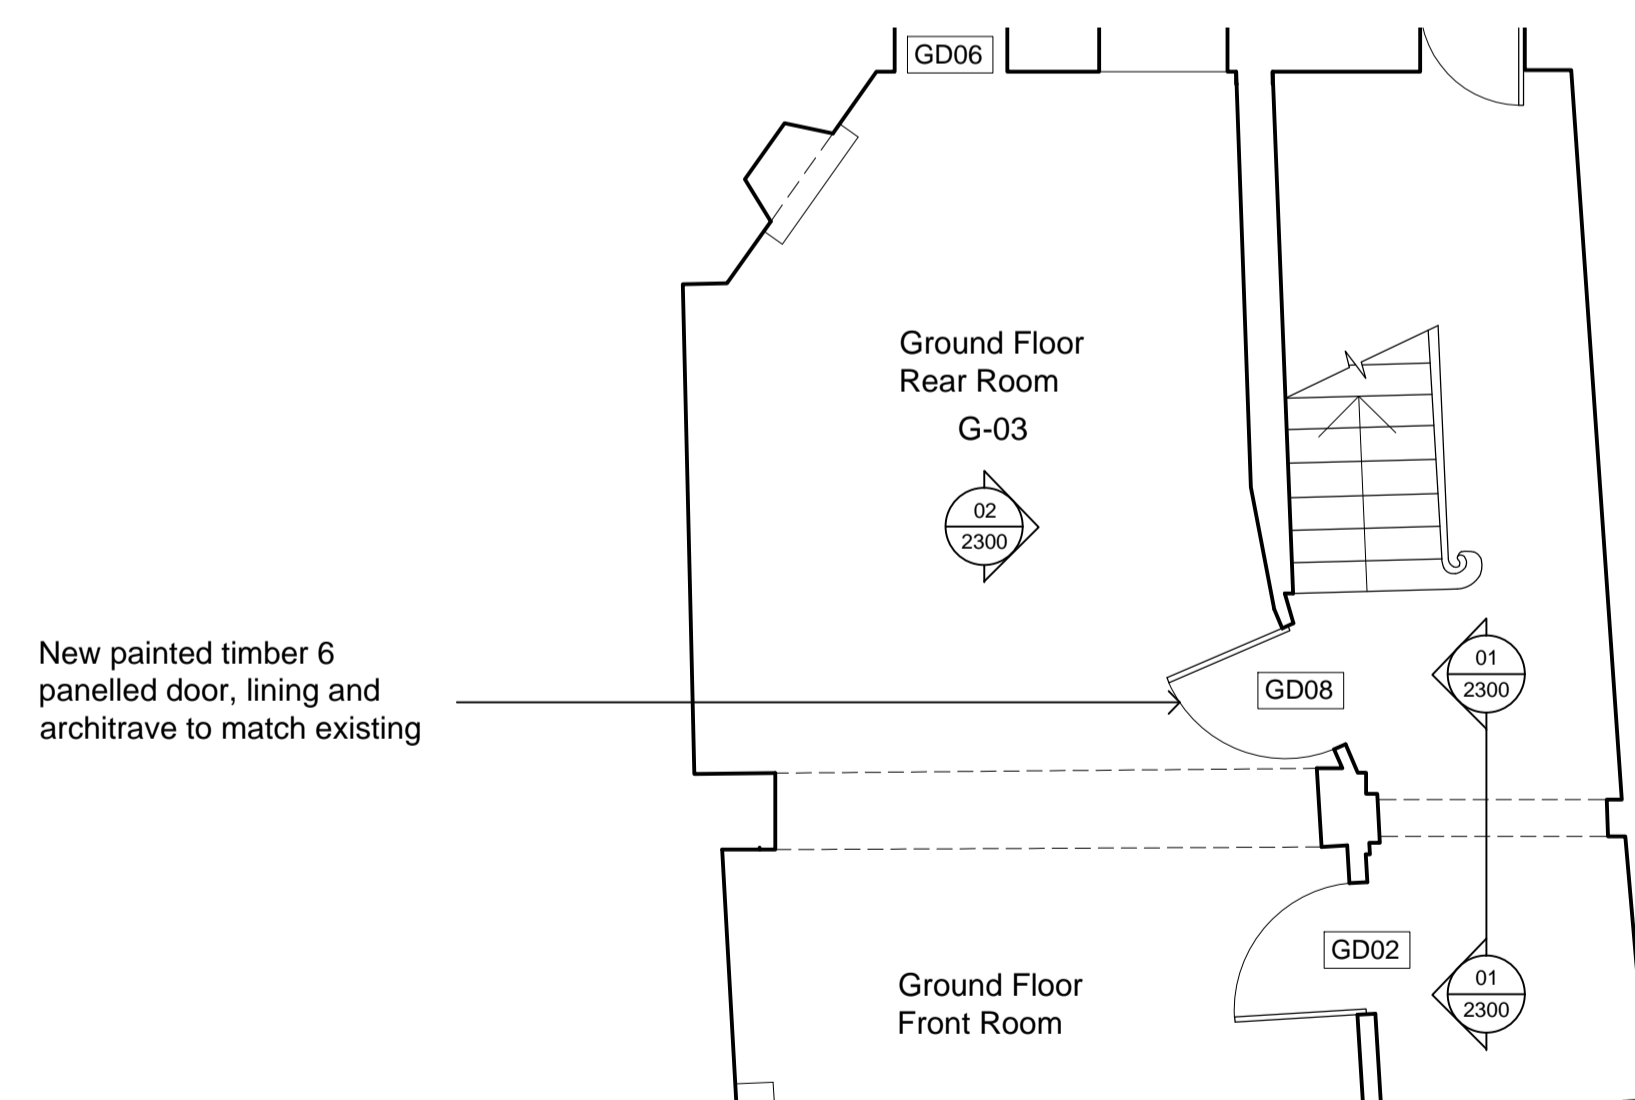 GD06
Ground Floor
Rear Room
G-03
02
2300
New painted timber 6
panelled door, lining and
architrave to match existing
GD08
01
2300
GD02
Ground Floor
Front Room
01
2300